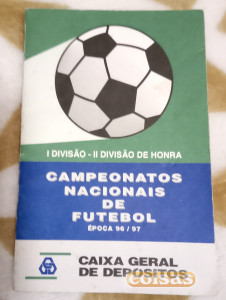 I DIVISÃO - II DIVISÃO DE HONRA
CAMPEONATOS
NACIONAIS
DE
FUTEBOL
ÉPOCA 96 / 97
CAIXA GERAL
DE DEPÓSITOS
coisas